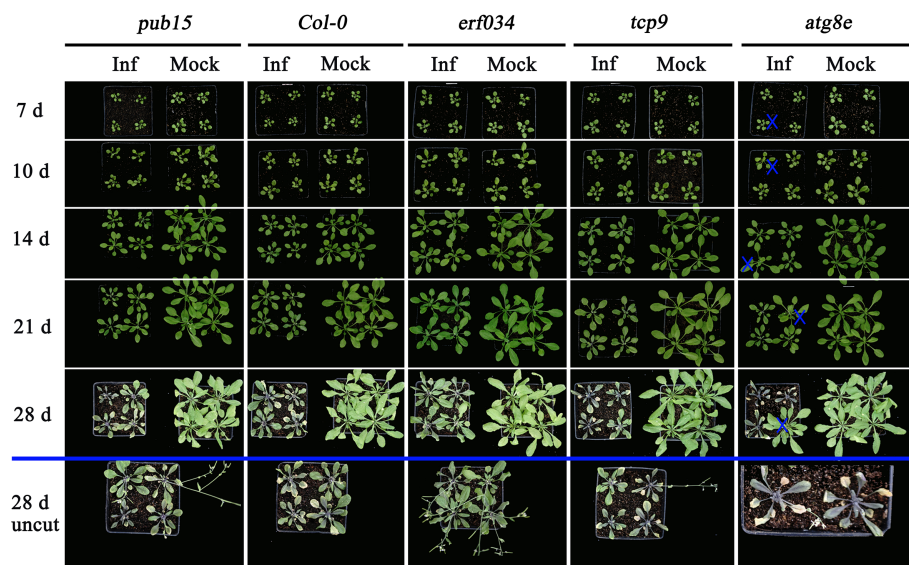 pub15 Col-0 erf034 tcp9 atg8e
Inf Mock Inf Mock Inf Mock Inf Mock Inf Mock
7 d
10 d
14 d
21 d
28 d
28 d
uncut